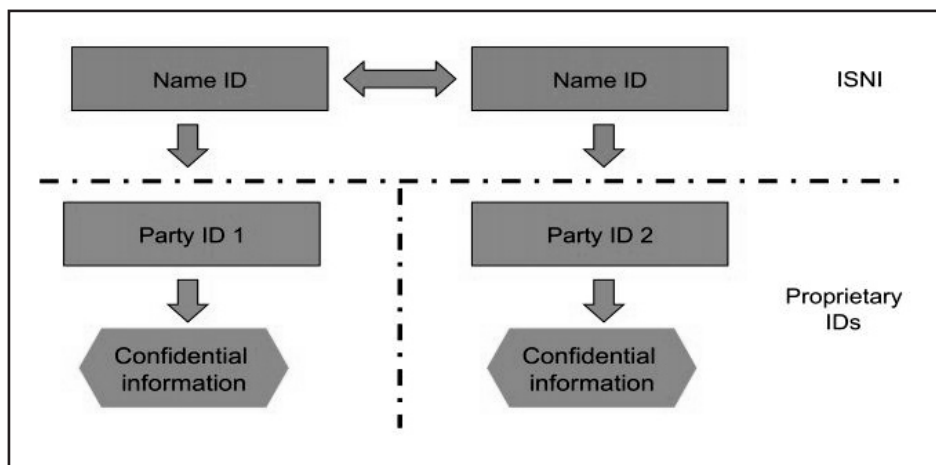 Name ID
Name ID
ISNI
Party ID 1
Party ID 2
Proprietary
IDs
Confidential
information
Confidential
information